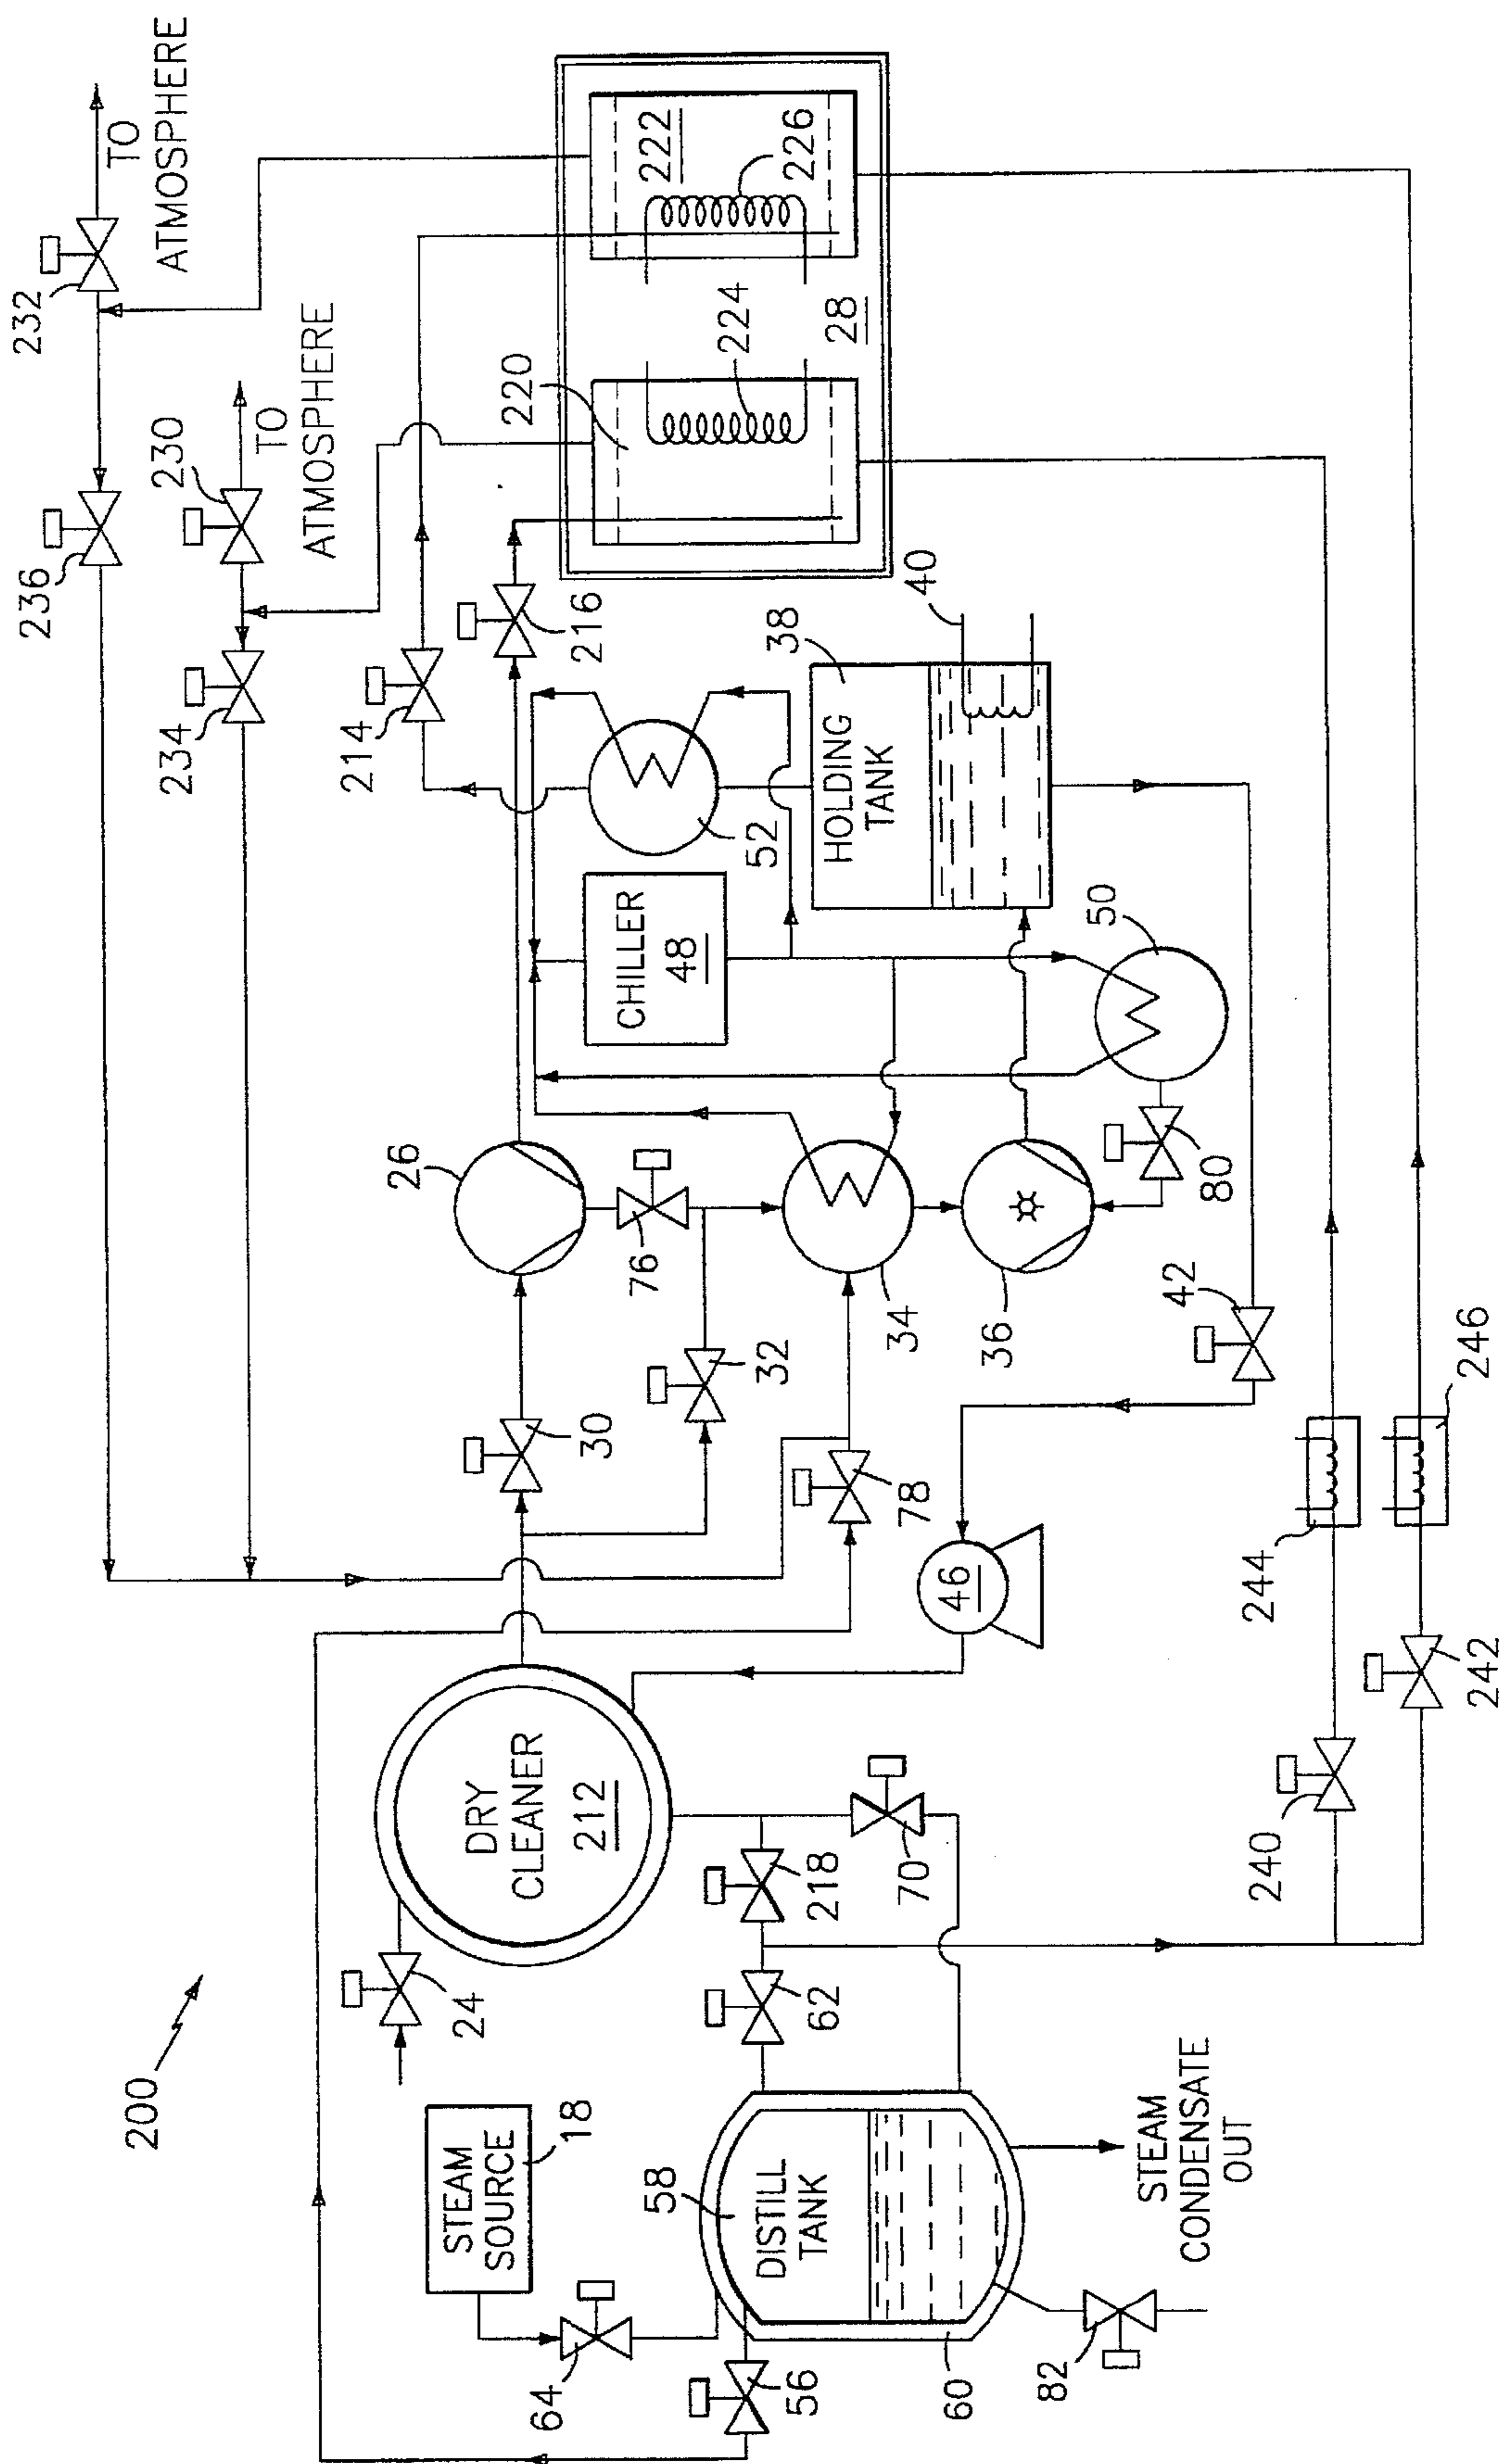 200
24
STEAM
SOURCE
18
64
56
58
DISTILL
TANK
60
82
STEAM
CONDENSATE
OUT
62
218
70
DRY
CLEANER
212
240
242
244
246
46
78
30
32
26
76
34
36
80
42
50
CHILLER
48
52
HOLDING
TANK
38
40
214
216
234
236
230
TO
ATMOSPHERE
232
TO
ATMOSPHERE
220
224
28
222
226